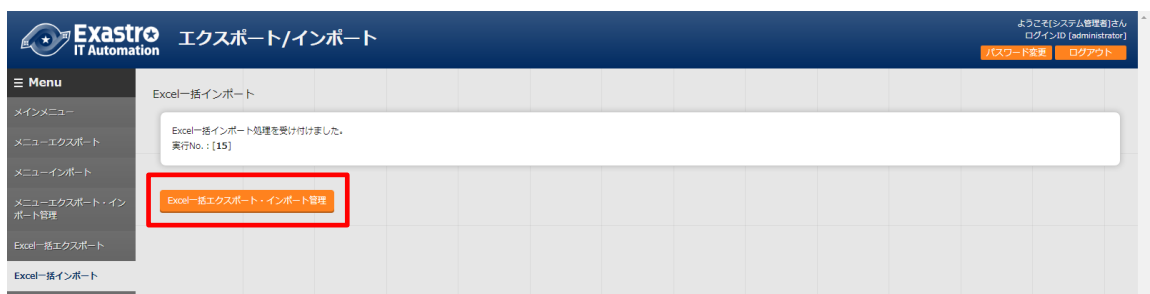 Exastro
IT Automation
エクスポート/インポート
ようこそ[システム管理者]さん
ログインID [administrator]
パスワード変更
ログアウト
Menu
メインメニュー
メニューエクスポート
メニューインポート
メニューエクスポート・イン
ポート管理
Excel一括エクスポート
Excel一括インポート
Excel一括インポート
Excel一括インポート処理を受け付けました。
実行No. : [15]
Excel一括エクスポート・インポート管理